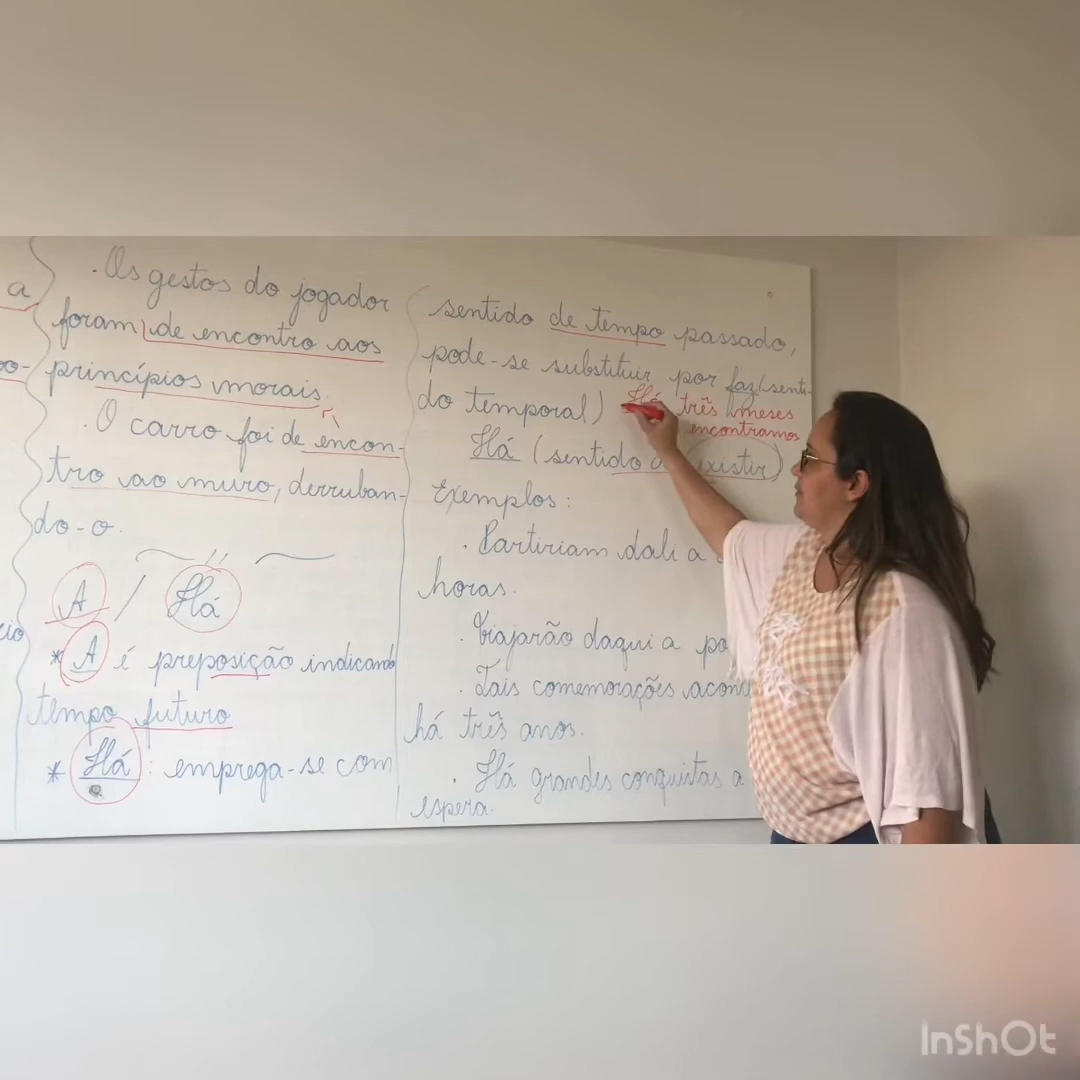 a
. Os gestos do jogador
foram de encontro aos
princípios morais.
. O carro foi de encon-
tro ao muro, derruban-
do-o.
A / Há
* A é preposição indicando
tempo futuro
* Há: emprega-se com
sentido de tempo passado,
pode-se substituir por faz (senti-
do temporal)
Há três meses
encontramos
Há (sentido existir)
Exemplos:
. Partiriam dali a
horas.
. Viajarão daqui a
. Tais comemorações
há três anos.
. Há grandes conquistas a
espera.
InShOt